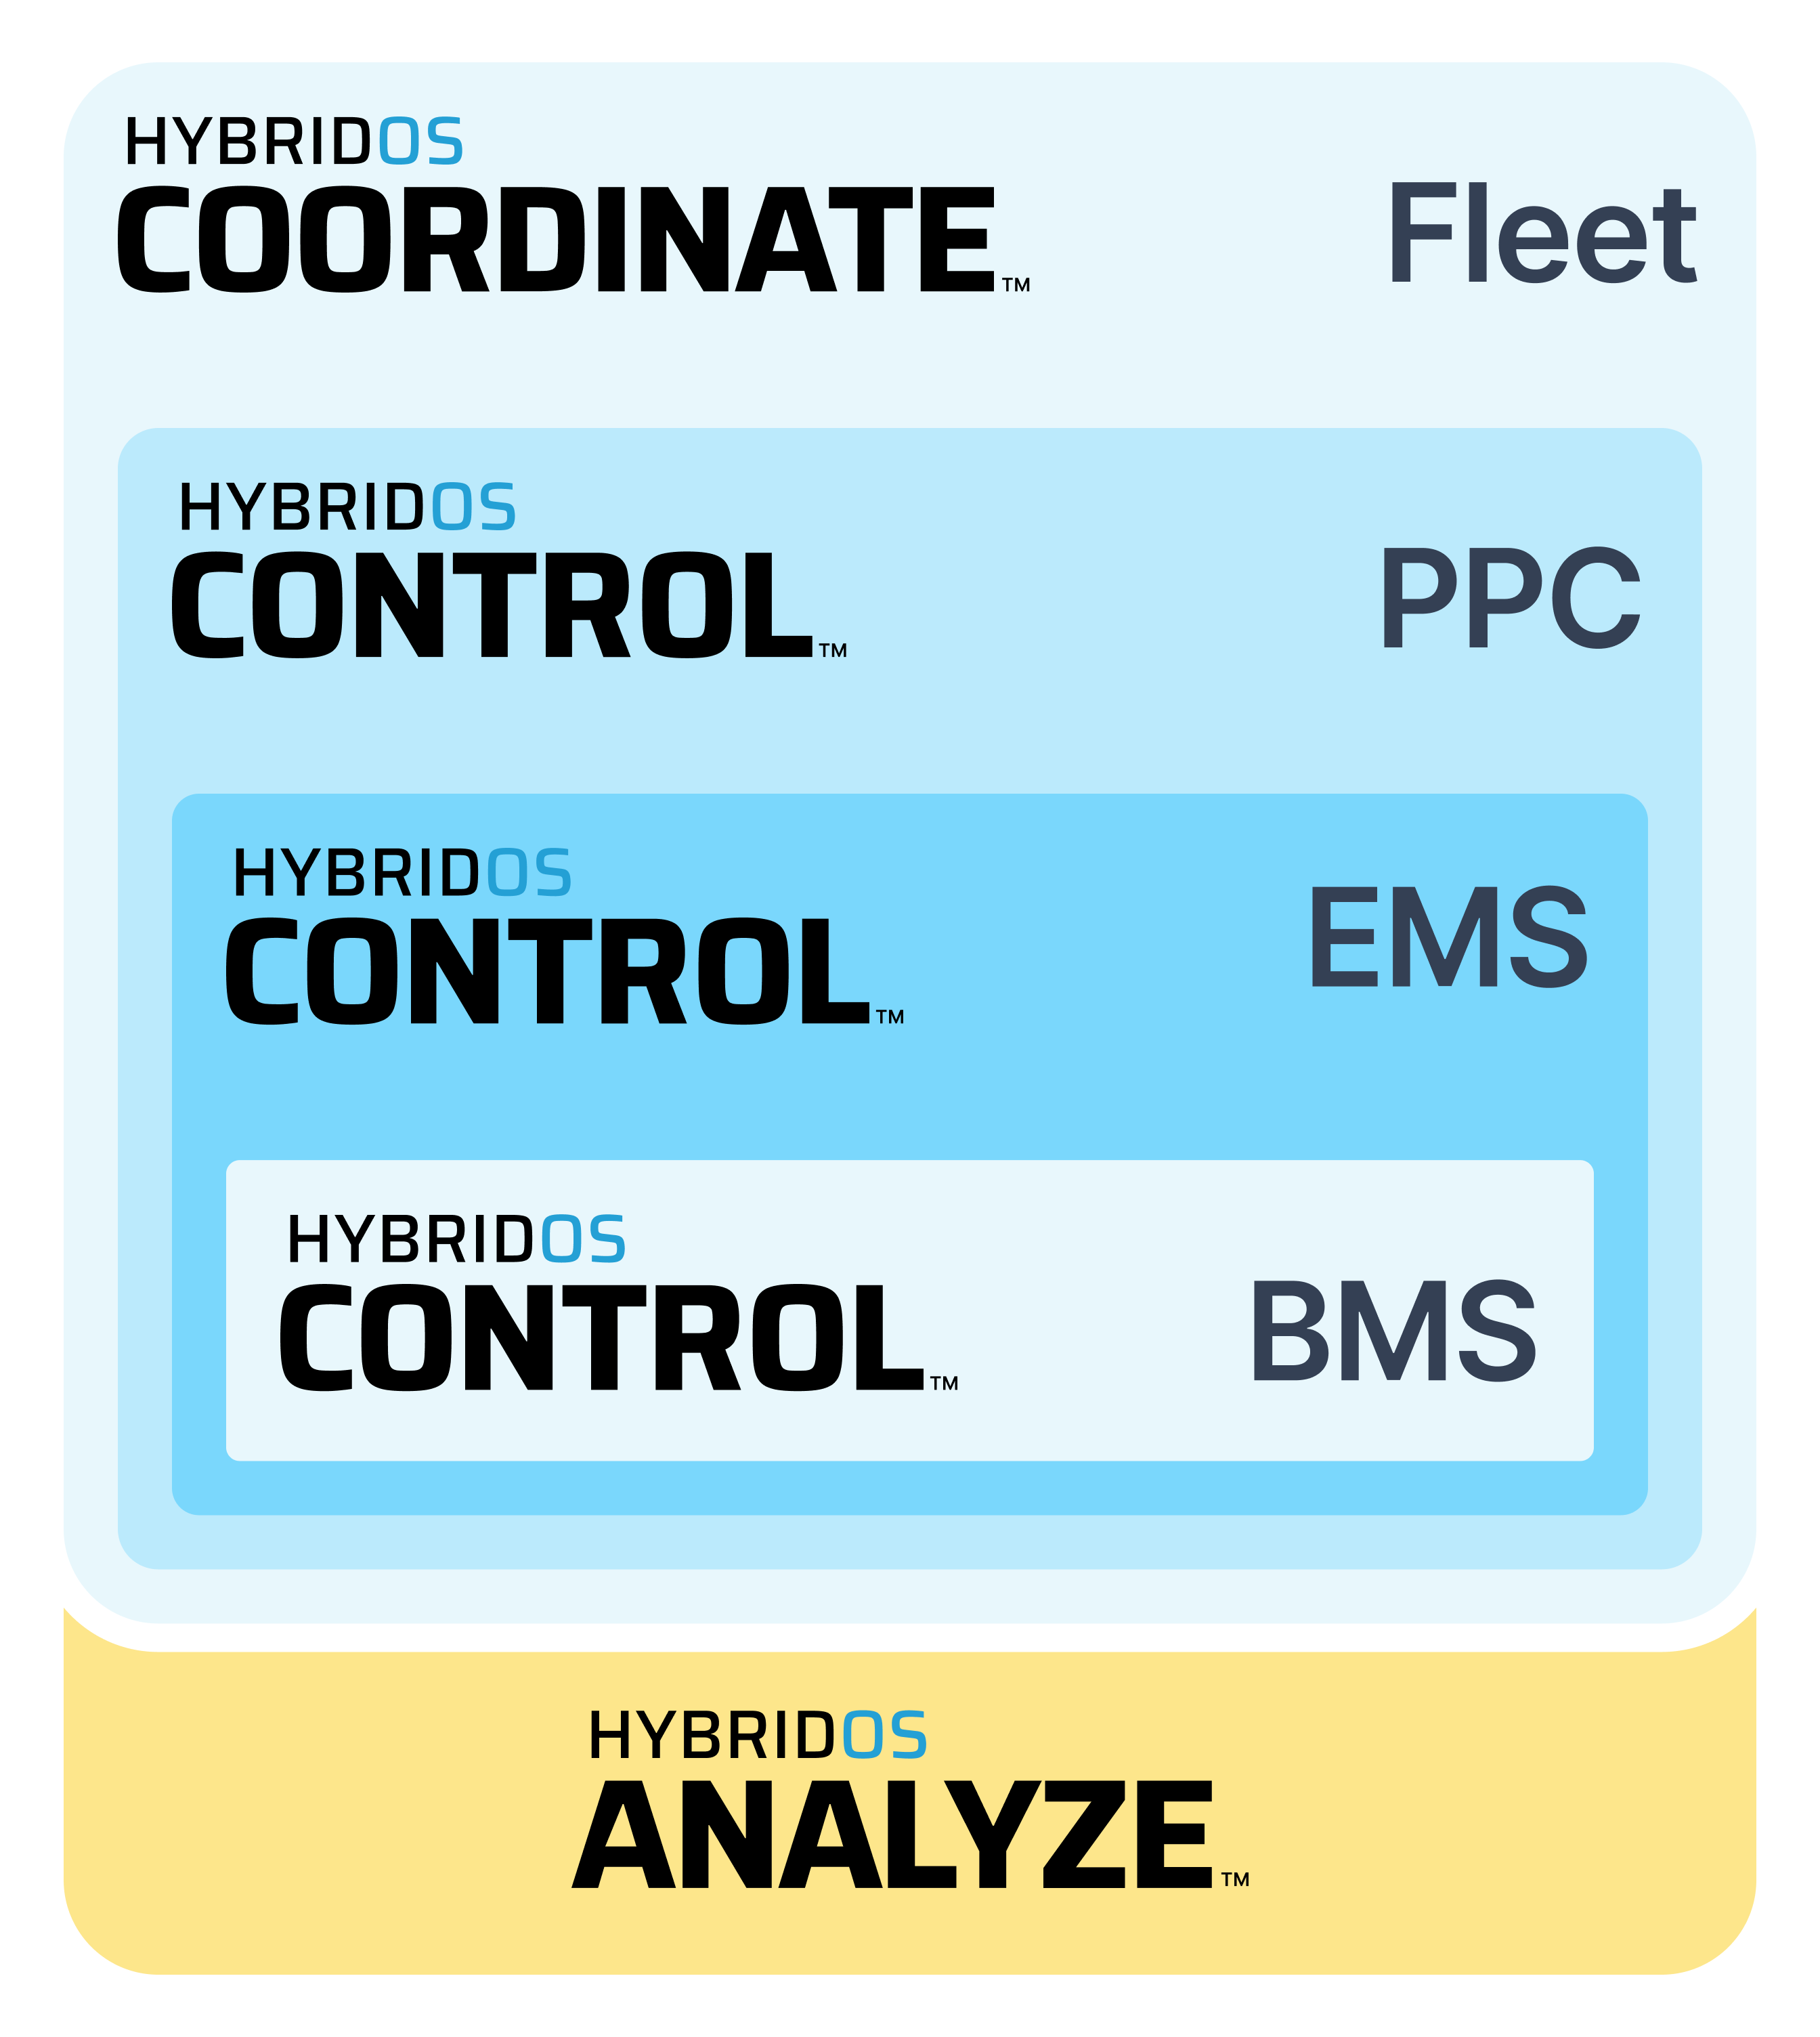 HYBRIDOS
COORDINATE™
Fleet
HYBRIDOS
CONTROL™
PPC
HYBRIDOS
CONTROL™
EMS
HYBRIDOS
CONTROL™
BMS
HYBRIDOS
ANALYZE™